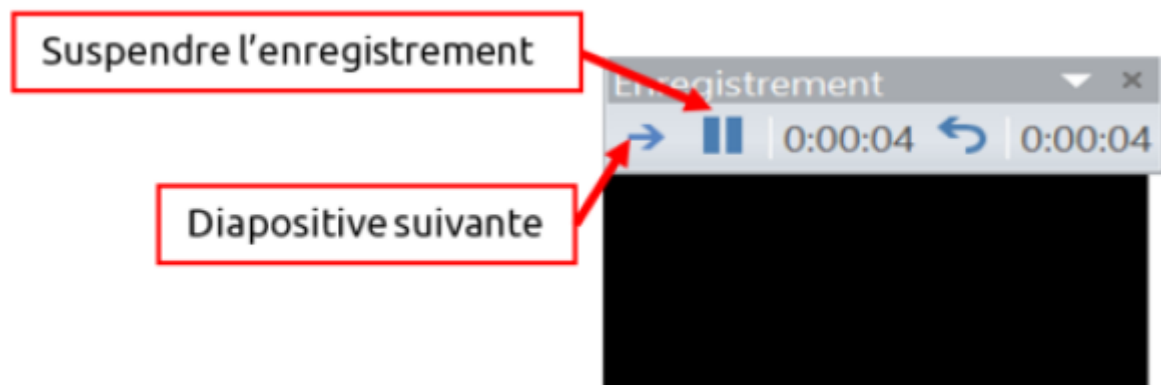 Suspendre l'enregistrement
Enregistrement
0:00:04 0:00:04
Diapositive suivante